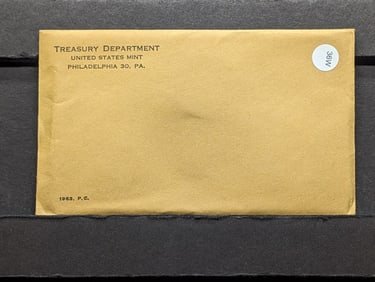 TREASURY DEPARTMENT
UNITED STATES MINT
PHILADELPHIA 30, PA.
36W
1963, P.C.